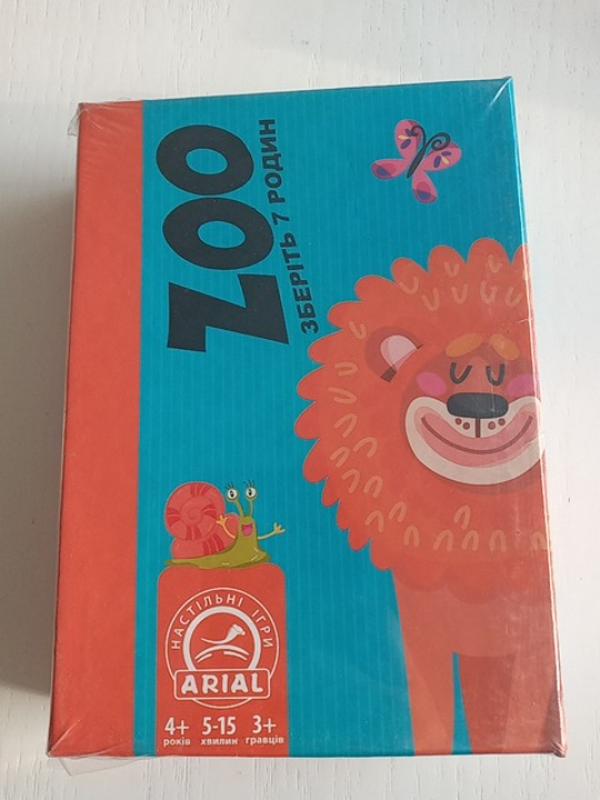 ZOO
ЗБЕРІТЬ 7 РОДИН
НАСТІЛЬНІ ІГРИ
ARIAL
4+ 5-15 3+
років хвилин гравців